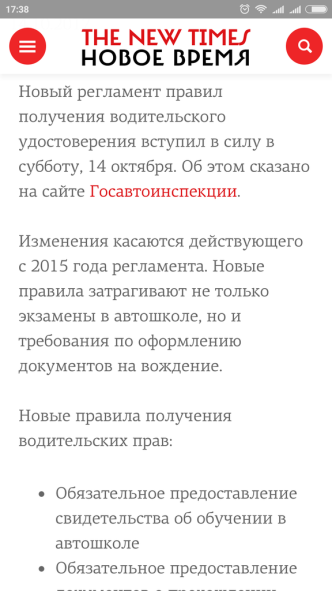 17:38
THE NEW TIMES
НОВОЕ ВРЕМЯ
Новый регламент правил
получения водительского
удостоверения вступил в силу в
субботу, 14 октября. Об этом сказано
на сайте Госавтоинспекции.
Изменения касаются действующего
с 2015 года регламента. Новые
правила затрагивают не только
экзамены в автошколе, но и
требования по оформлению
документов на вождение.
Новые правила получения
водительских прав:
• Обязательное предоставление
свидетельства об обучении в
автошколе
• Обязательное предоставление